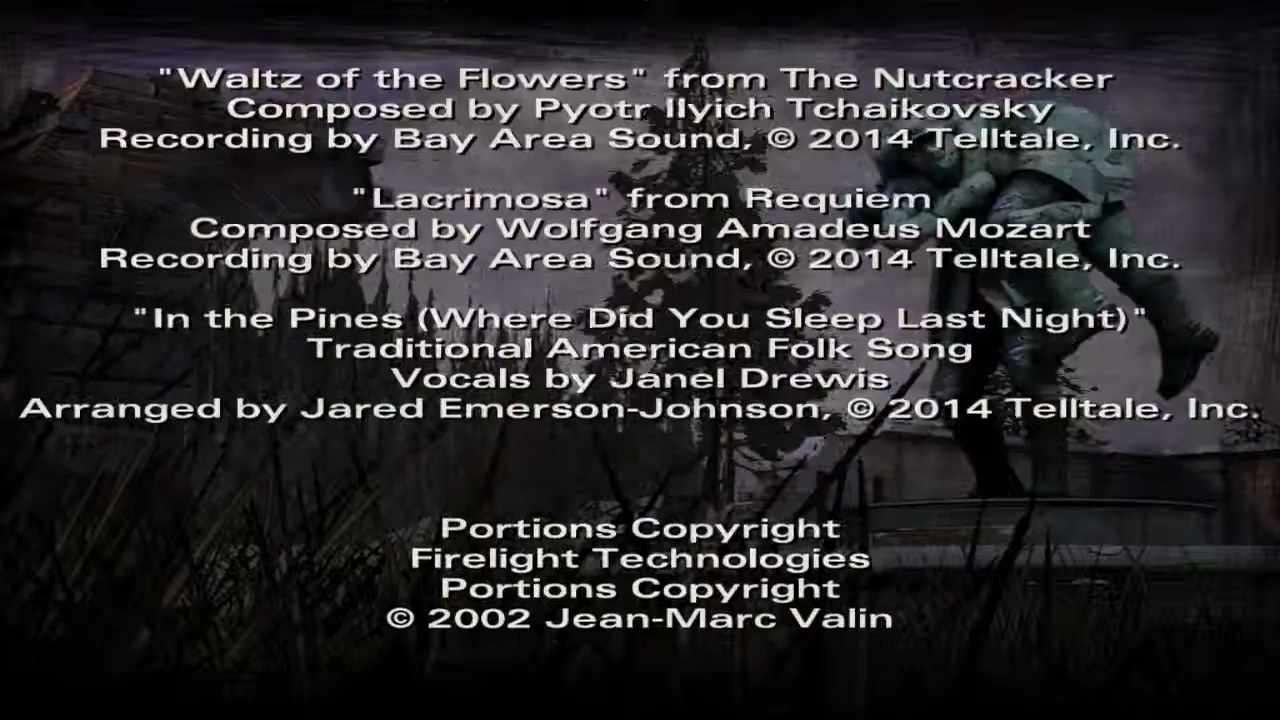 "Waltz of the Flowers" from The Nutcracker
Composed by Pyotr Ilyich Tchaikovsky
Recording by Bay Area Sound, © 2014 Telltale, Inc.
"Lacrimosa" from Requiem
Composed by Wolfgang Amadeus Mozart
Recording by Bay Area Sound, © 2014 Telltale, Inc.
"In the Pines (Where Did You Sleep Last Night)"
Traditional American Folk Song
Vocals by Janel Drewis
Arranged by Jared Emerson-Johnson, © 2014 Telltale, Inc.
Portions Copyright
Firelight Technologies
Portions Copyright
© 2002 Jean-Marc Valin